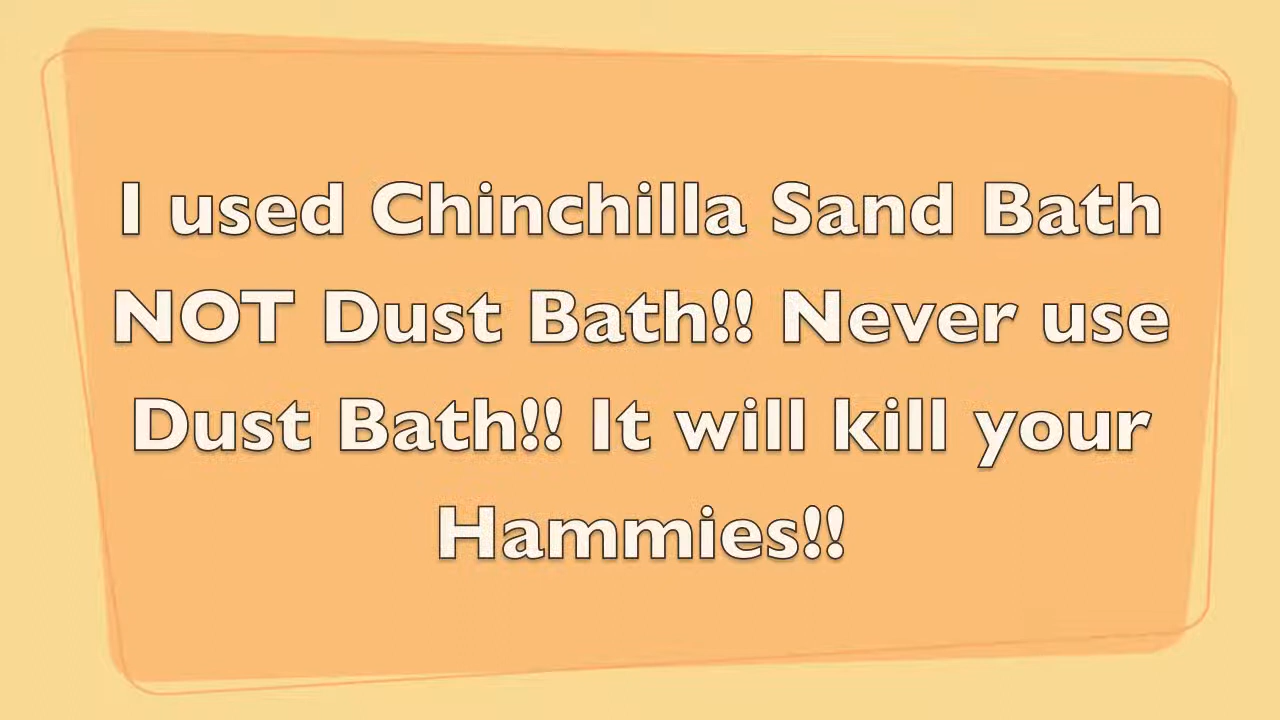 I used Chinchilla Sand Bath
NOT Dust Bath!! Never use
Dust Bath!! It will kill your
Hammies!!